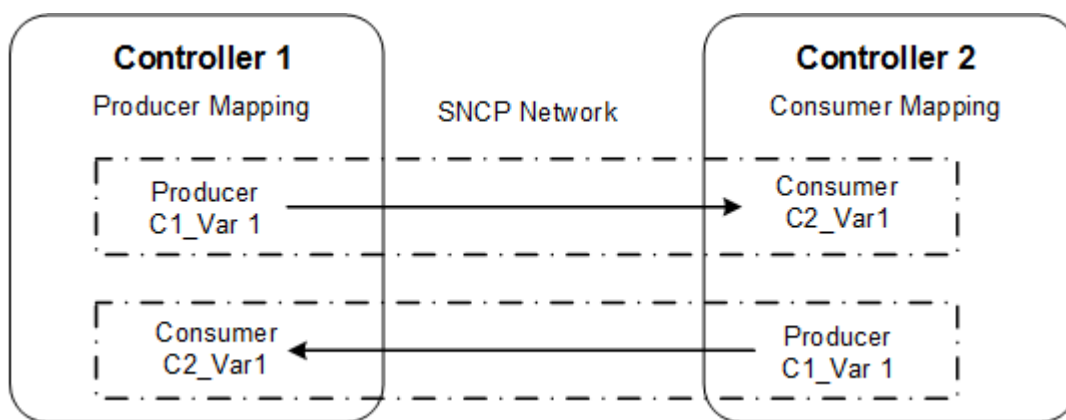 Controller 1
Producer Mapping
SNCP Network
Controller 2
Consumer Mapping
Producer
C1_Var 1
Consumer
C2_Var1
Consumer
C2_Var1
Producer
C1_Var 1